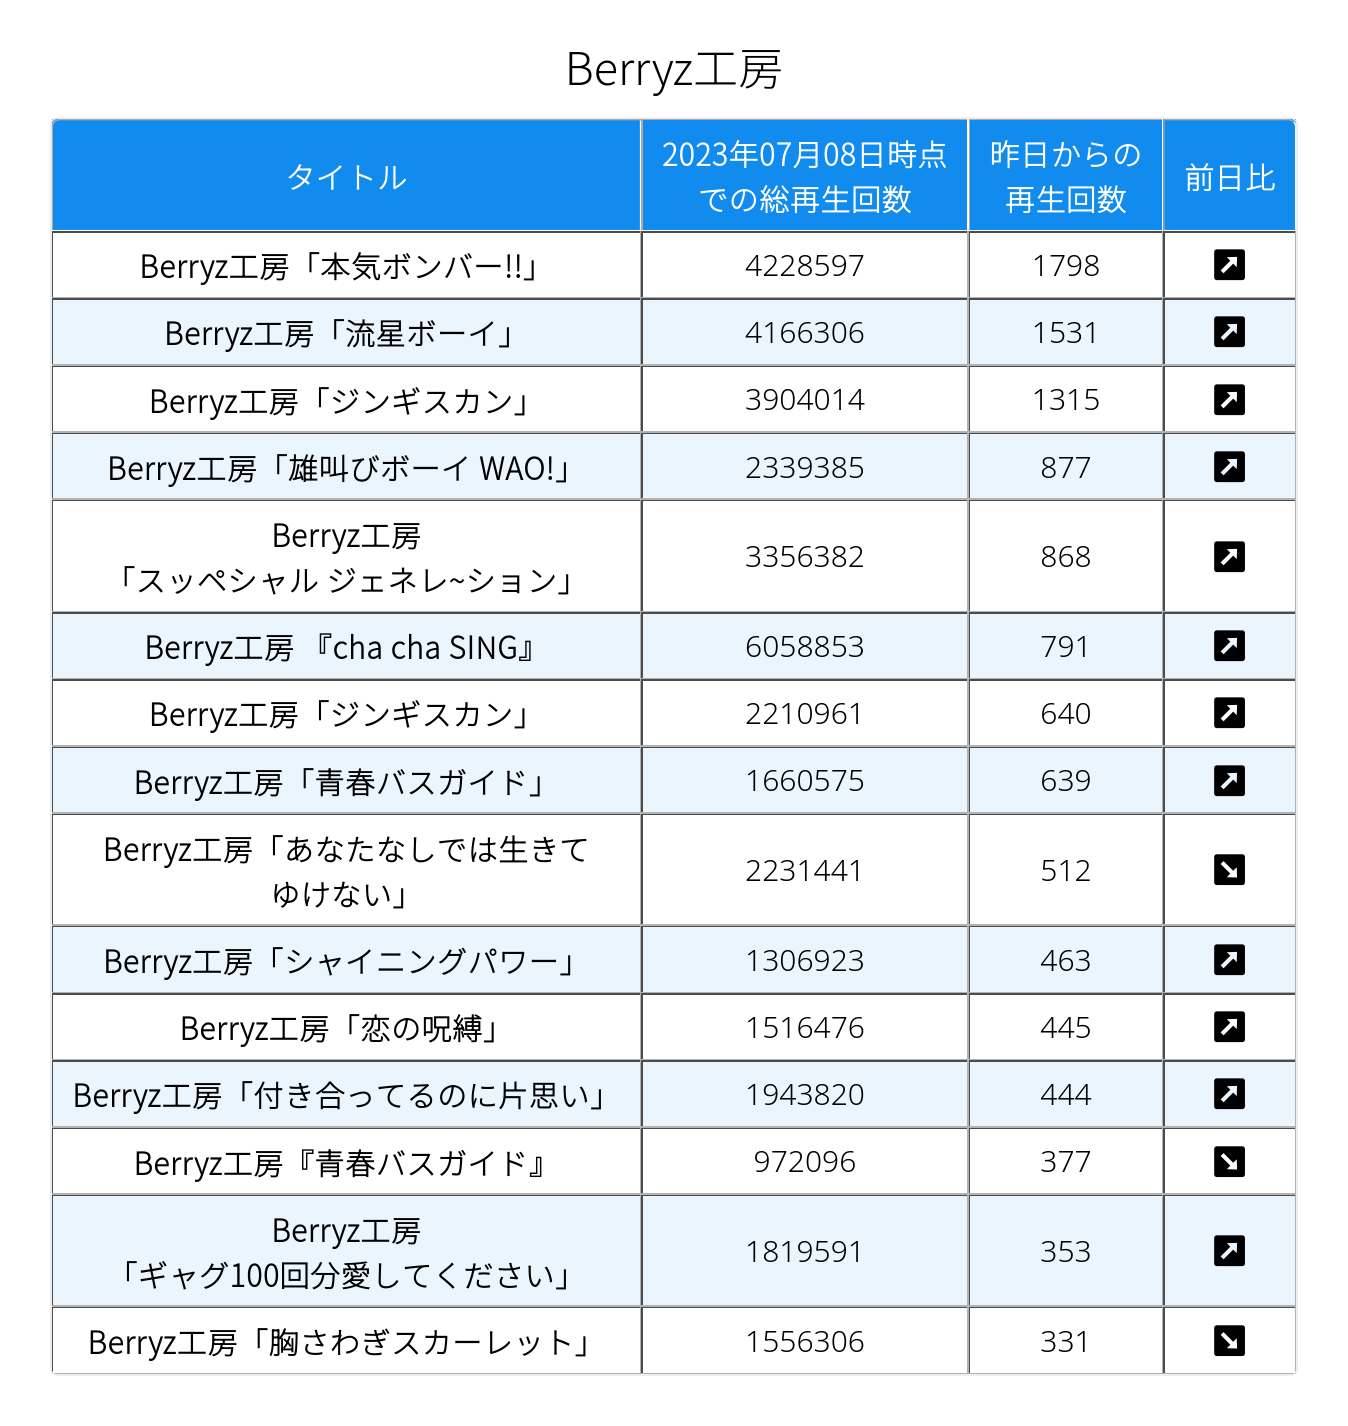 Berryz工房
タイトル
2023年07月08日時点
での総再生回数
昨日からの
再生回数
前日比
Berryz工房「本気ボンバー!!」 4228597 1798
Berryz工房「流星ボーイ」 4166306 1531
Berryz工房「ジンギスカン」 3904014 1315
Berryz工房「雄叫びボーイ WAO!」 2339385 877
Berryz工房
「スッペシャル ジェネレ~ション」 3356382 868
Berryz工房 『cha cha SING』 6058853 791
Berryz工房「ジンギスカン」 2210961 640
Berryz工房「青春バスガイド」 1660575 639
Berryz工房「あなたなしでは生きて
ゆけない」 2231441 512
Berryz工房「シャイニングパワー」 1306923 463
Berryz工房「恋の呪縛」 1516476 445
Berryz工房「付き合ってるのに片思い」 1943820 444
Berryz工房『青春バスガイド』 972096 377
Berryz工房
「ギャグ100回分愛してください」 1819591 353
Berryz工房「胸さわぎスカーレット」 1556306 331